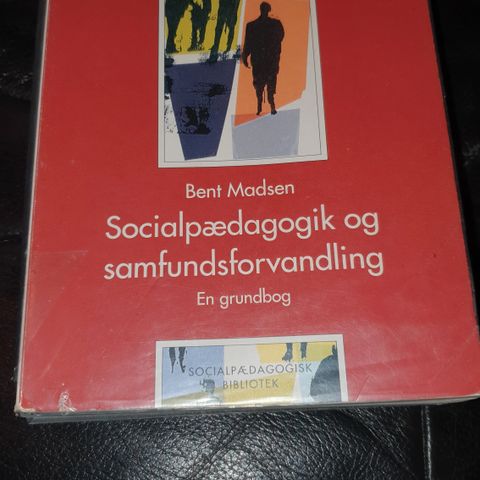 Bent Madsen
Socialpædagogik og
samfundsforvandling
En grundbog
SOCIALPÆDAGOGISK
BIBLIOTEK